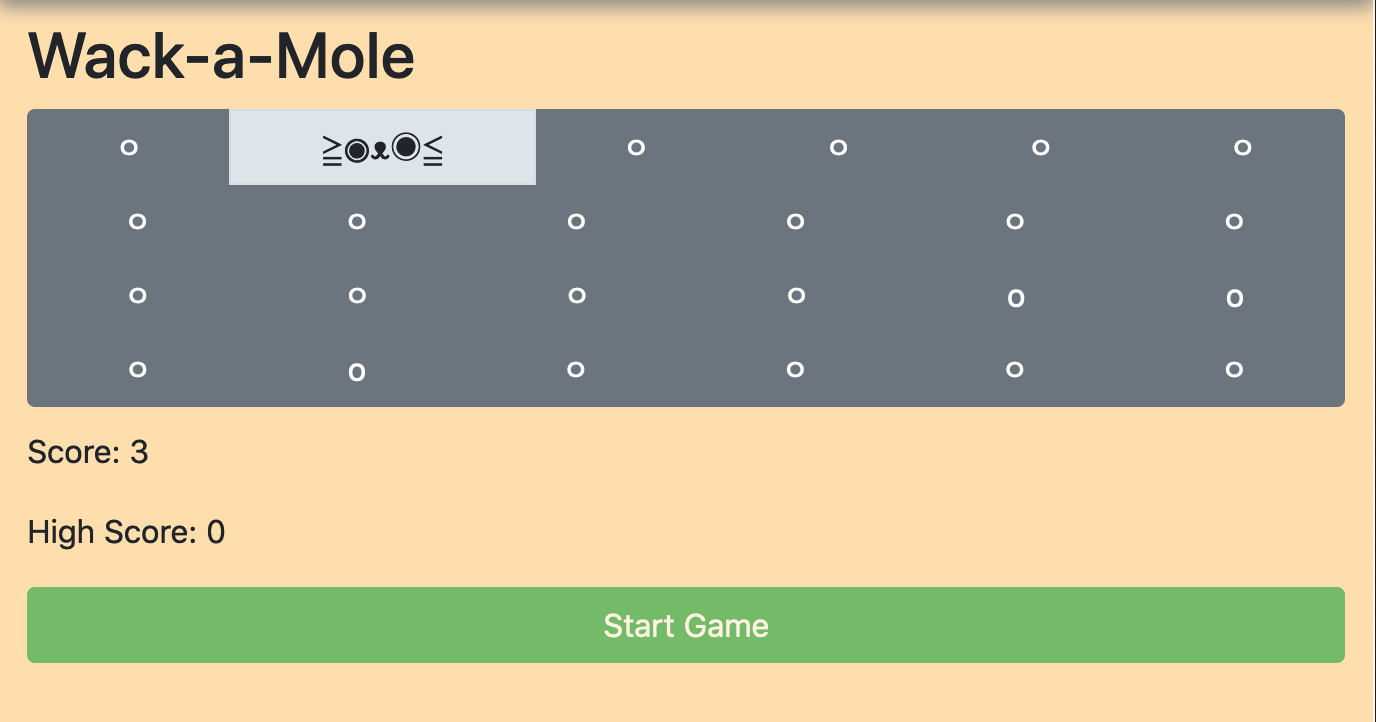 Wack-a-Mole
o ≧◉ᴥ◉≦ o o o o
o o o o o o
o o o o o o
o o o o o o
Score: 3
High Score: 0
Start Game